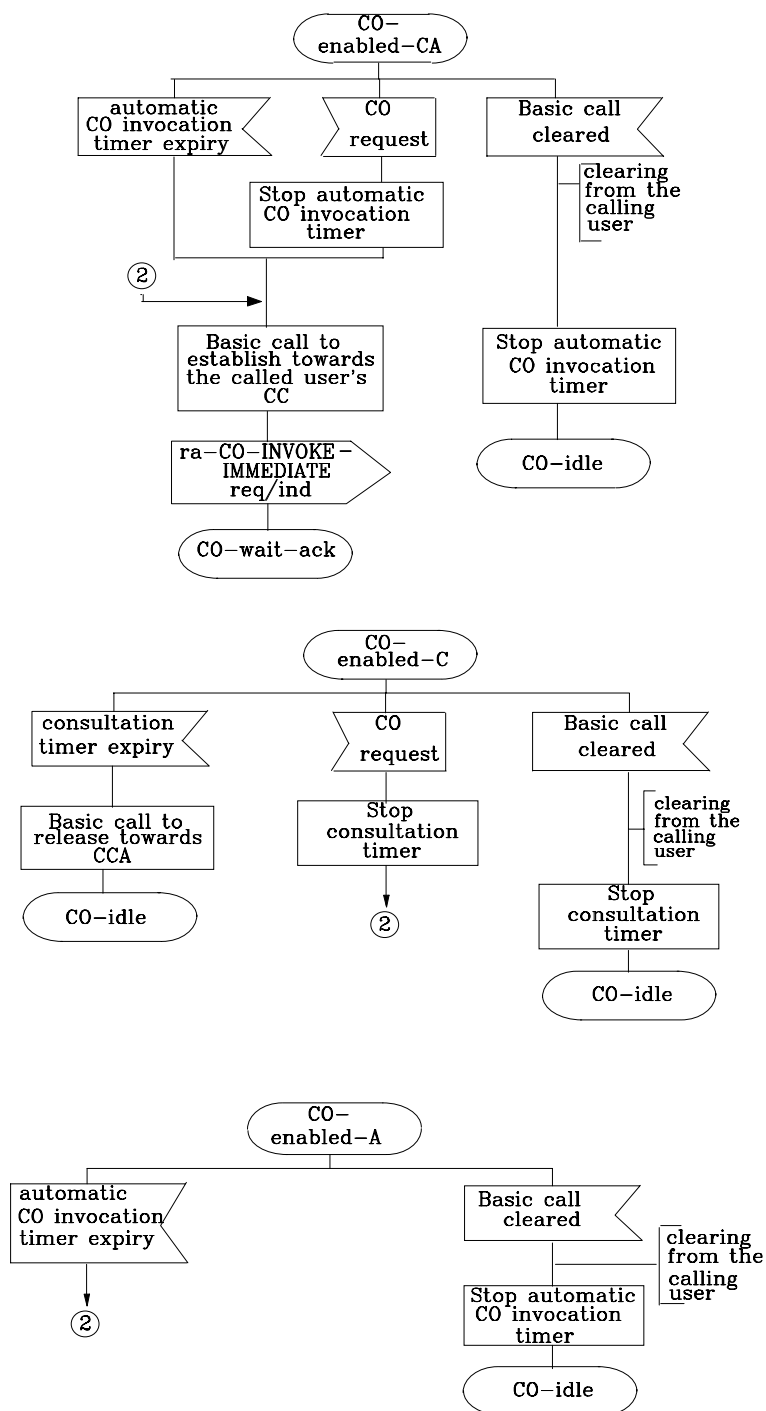 CO-
enabled-CA
automatic
CO invocation
timer expiry
CO
request
Basic call
cleared
clearing
from the
calling
user
Stop automatic
CO invocation
timer
2
Basic call to
establish towards
the called user's
CC
Stop automatic
CO invocation
timer
ra-CO-INVOKE-
IMMEDIATE
req/ind
CO-idle
CO-wait-ack
CO-
enabled-C
consultation
timer expiry
CO
request
Basic call
cleared
clearing
from the
calling
user
Basic call to
release towards
CCA
Stop
consultation
timer
CO-idle
2
Stop
consultation
timer
CO-idle
CO-
enabled-A
automatic
CO invocation
timer expiry
Basic call
cleared
clearing
from the
calling
user
2
Stop automatic
CO invocation
timer
CO-idle